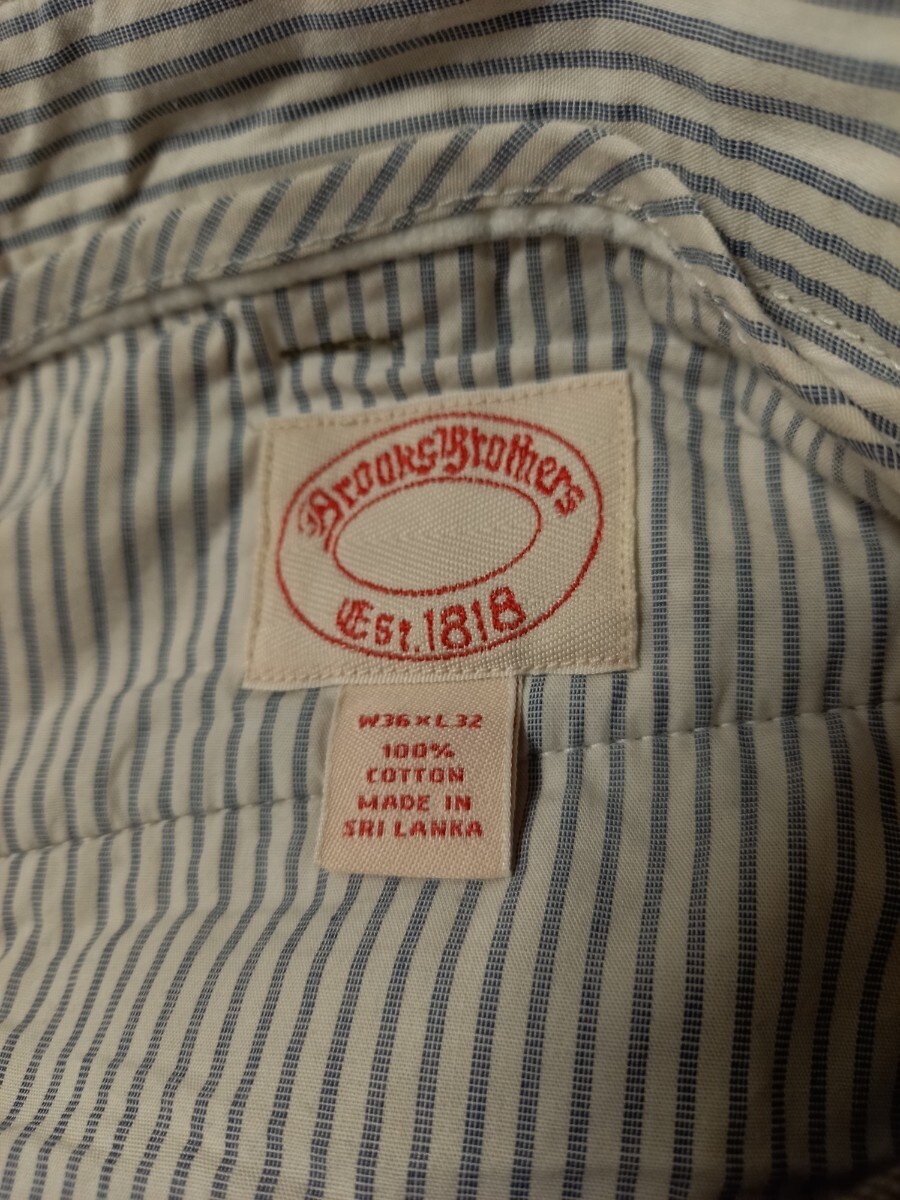 Brooks Brothers
Est. 1818
W36×L32
100%
COTTON
MADE IN
SRI LANKA